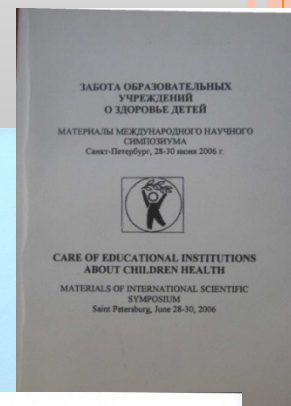 ЗАБОТА ОБРАЗОВАТЕЛЬНЫХ
УЧРЕЖДЕНИЙ
О ЗДОРОВЬЕ ДЕТЕЙ
МАТЕРИАЛЫ МЕЖДУНАРОДНОГО НАУЧНОГО
СИМПОЗИУМА
Санкт-Петербург, 28-30 июня 2006 г.
CARE OF EDUCATIONAL INSTITUTIONS
ABOUT CHILDREN HEALTH
MATERIALS OF INTERNATIONAL SCIENTIFIC
SYMPOSIUM
Saint Petersburg, June 28-30, 2006